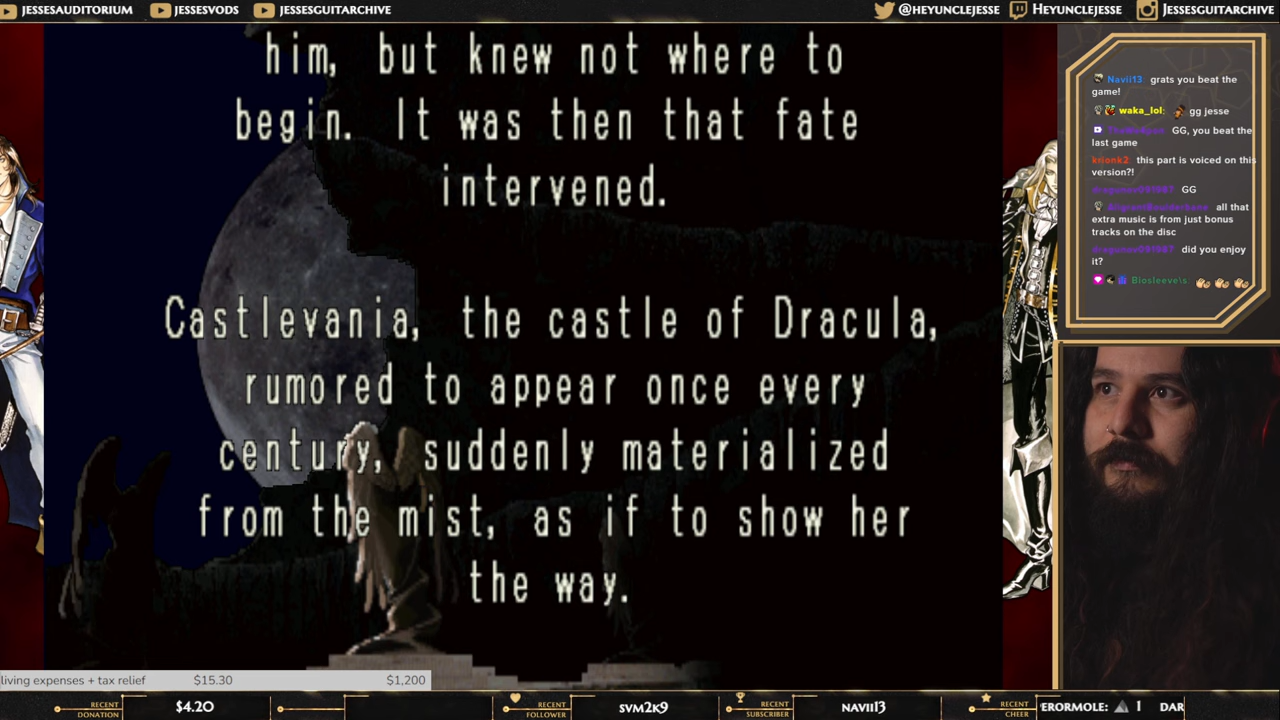 JESSESAUDITORIUM JESSESVODS JESSESGUITARCHIVE @HEYUNCLEJESSE HEYUNCLEJESSE JESSESGUITARCHIVE
him, but knew not where to
begin. It was then that fate
intervened.
Castlevania, the castle of Dracula,
rumored to appear once every
century, suddenly materialized
from the mist, as if to show her
the way.
Navii13: grats you beat the
game!
waka_lol: gg jesse
GG, you beat the
last game
krionk2: this part is voiced on this
version?!
dragunov091987 GG
all that
extra music is from just bonus
tracks on the disc
dragunov091987 did you enjoy
it?
living expenses + tax relief $15.30 $1,200
RECENT
DONATION
$4.20
RECENT
FOLLOWER
SVM2K9
RECENT
SUBSCRIBER
NAVII13
RECENT
CHEER
ERORMOLE: 1 DAR